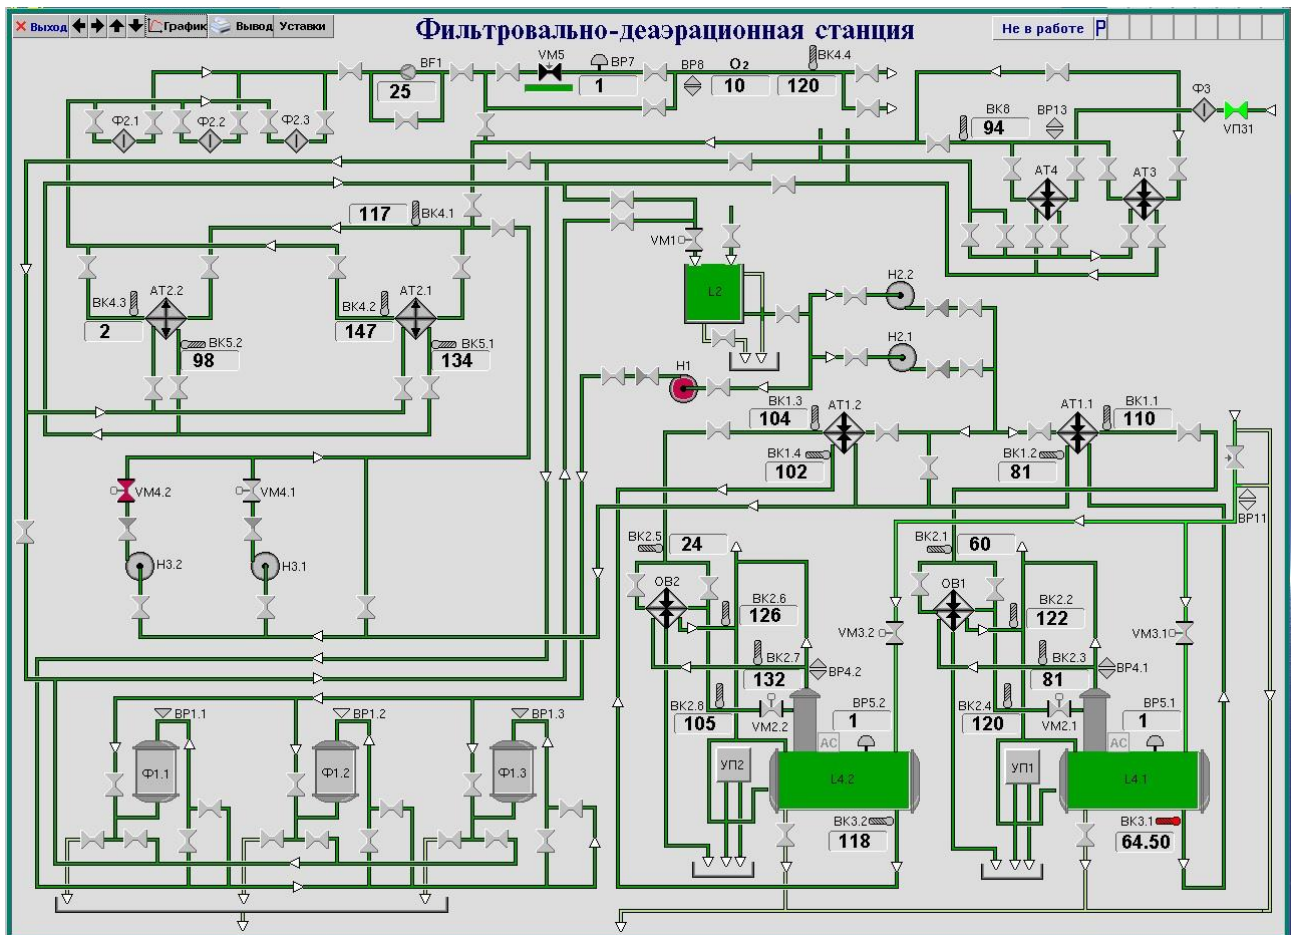 Выход График Вывод Уставки
Фильтровально-деаэрационная станция
Не в работе P
BF1
25
VM5
BP7
1
BP8
O₂
10
120
BK4.4
Ф2.1
Ф2.2
Ф2.3
BK8
94
BP13
Ф3
VП31
AT4
AT3
117
BK4.1
VM1
L2
H2.2
H2.1
H1
BK4.3
2
AT2.2
BK5.2
98
BK4.2
147
AT2.1
BK5.1
134
BK1.3
104
AT1.2
BK1.4
102
AT1.1
BK1.1
110
BK1.2
81
BP11
VM4.2
VM4.1
H3.2
H3.1
BK2.5
24
OB2
BK2.6
126
BK2.7
132
BP4.2
VM3.2
BK2.8
105
VM2.2
BP5.2
1
AC
УП2
L4.2
BK3.2
118
BK2.1
60
OB1
BK2.2
122
BK2.3
81
BP4.1
VM3.1
BK2.4
120
VM2.1
BP5.1
1
AC
УП1
L4.1
BK3.1
64.50
BP1.1
BP1.2
BP1.3
Ф1.1
Ф1.2
Ф1.3